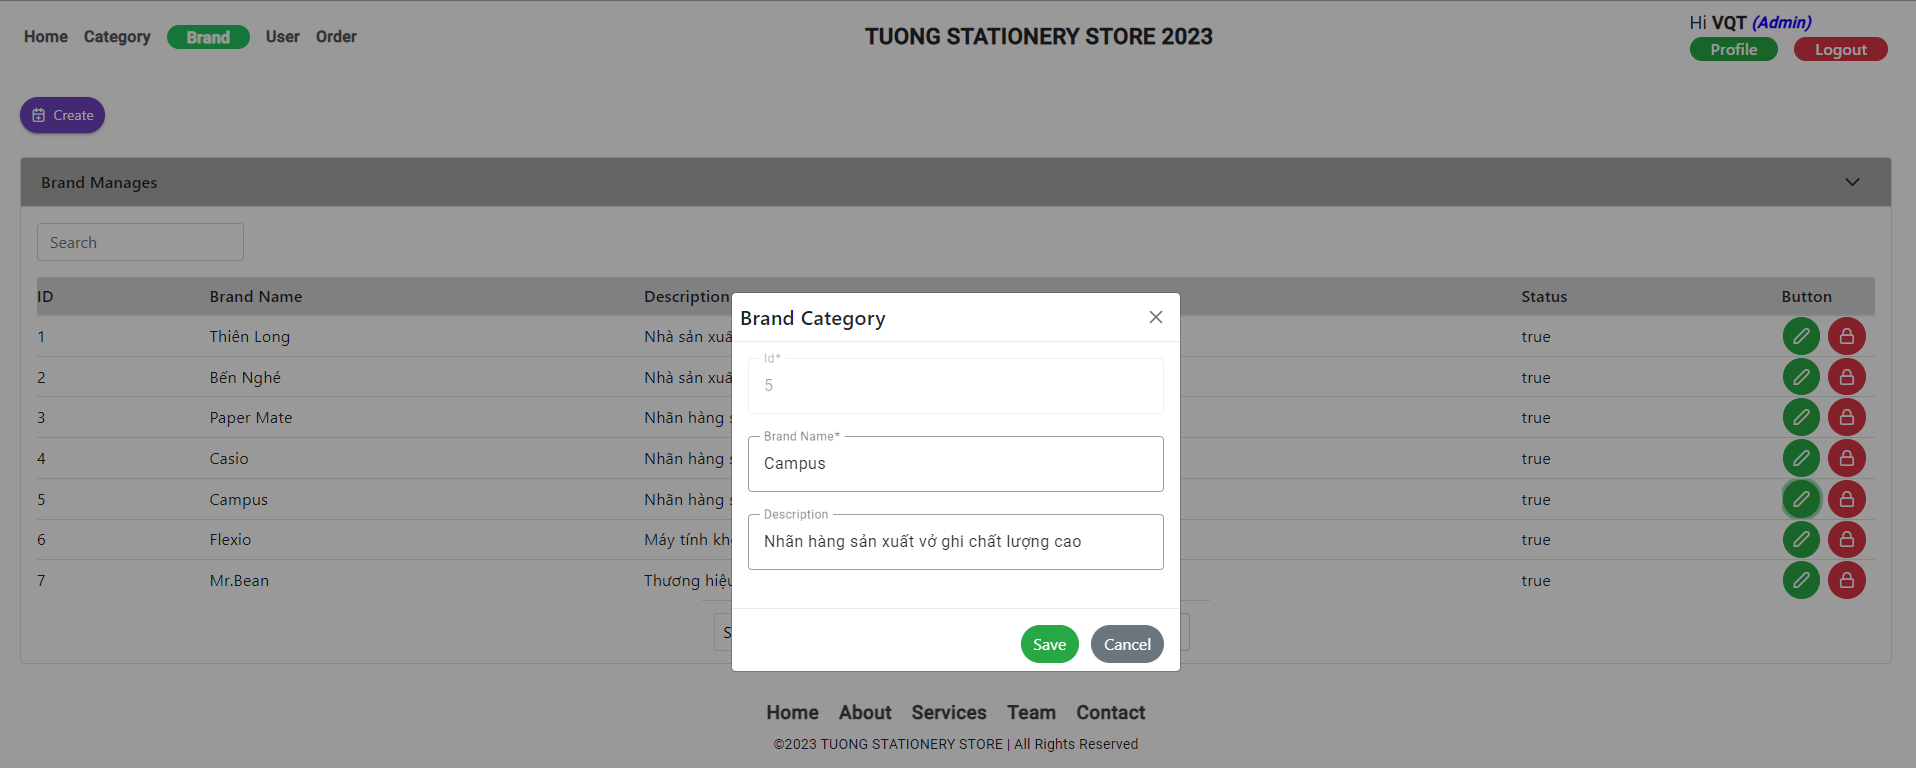 Home Category Brand User Order
TUONG STATIONERY STORE 2023
Hi VQT (Admin)
Profile Logout
Create
Brand Manages
Search
ID Brand Name Description Status Button
1 Thiên Long Nhà sản true
2 Bến Nghé Nhà sản true
3 Paper Mate Nhãn hàng true
4 Casio Nhãn hàng true
5 Campus Nhãn hàng true
6 Flexio Máy tính true
7 Mr.Bean Thương hiệu true
Brand Category
Id*
5
Brand Name*
Campus
Description
Nhãn hàng sản xuất vở ghi chất lượng cao
Save Cancel
Home About Services Team Contact
©2023 TUONG STATIONERY STORE | All Rights Reserved